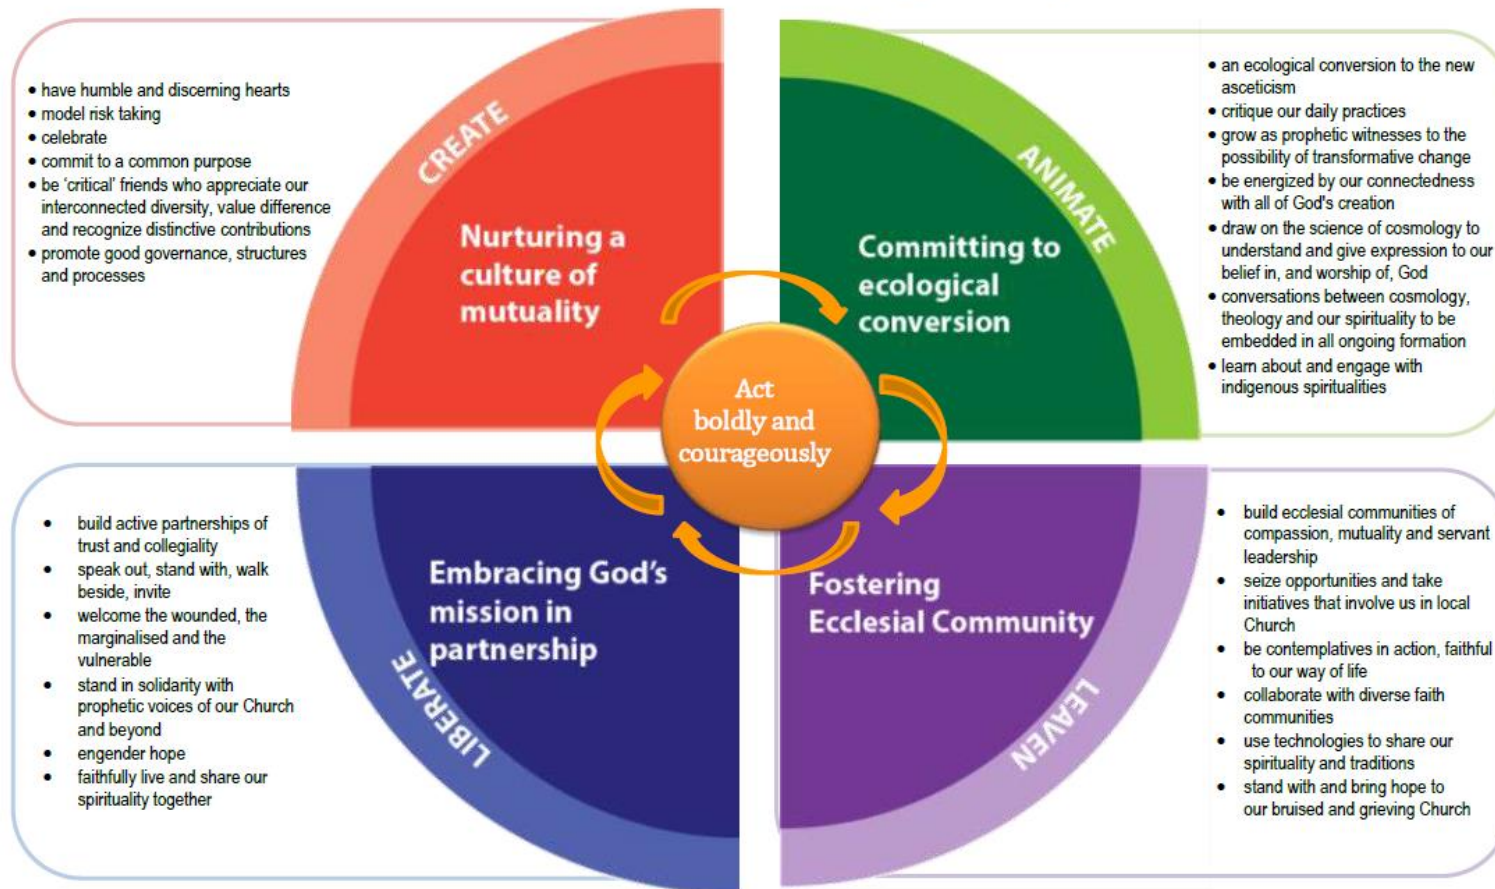 • have humble and discerning hearts
• model risk taking
• celebrate
• commit to a common purpose
• be ‘critical’ friends who appreciate our
interconnected diversity, value difference
and recognize distinctive contributions
• promote good governance, structures
and processes
CREATE
Nurturing a
culture of
mutuality
ANIMATE
Committing to
ecological
conversion
• an ecological conversion to the new
asceticism
• critique our daily practices
• grow as prophetic witnesses to the
possibility of transformative change
• be energized by our connectedness
with all of God's creation
• draw on the science of cosmology to
understand and give expression to our
belief in, and worship of, God
• conversations between cosmology,
theology and our spirituality to be
embedded in all ongoing formation
• learn about and engage with
indigenous spiritualities
Act
boldly and
courageously
• build active partnerships of
trust and collegiality
• speak out, stand with, walk
beside, invite
• welcome the wounded, the
marginalised and the
vulnerable
• stand in solidarity with
prophetic voices of our Church
and beyond
• engender hope
• faithfully live and share our
spirituality together
LIBERATE
Embracing God’s
mission in
partnership
Fostering
Ecclesial Community
LEAVEN
• build ecclesial communities of
compassion, mutuality and servant
leadership
• seize opportunities and take
initiatives that involve us in local
Church
• be contemplatives in action, faithful
to our way of life
• collaborate with diverse faith
communities
• use technologies to share our
spirituality and traditions
• stand with and bring hope to
our bruised and grieving Church